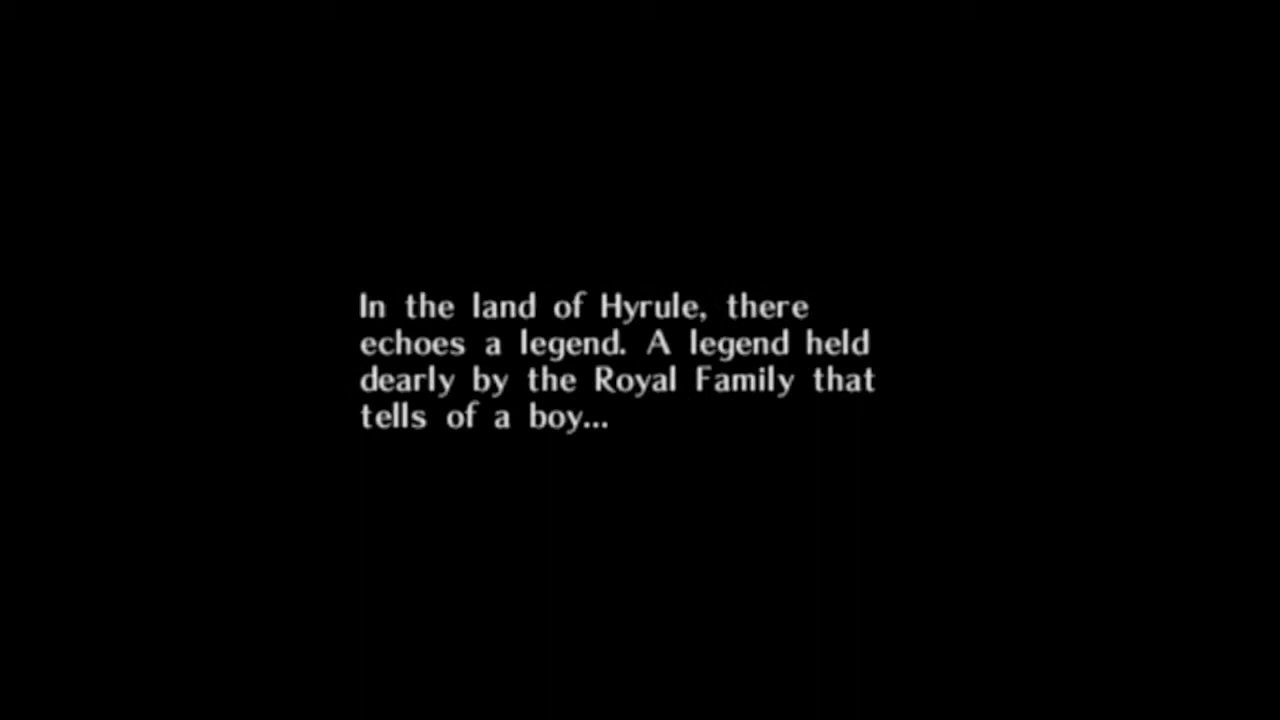 In the land of Hyrule, there
echoes a legend. A legend held
dearly by the Royal Family that
tells of a boy...